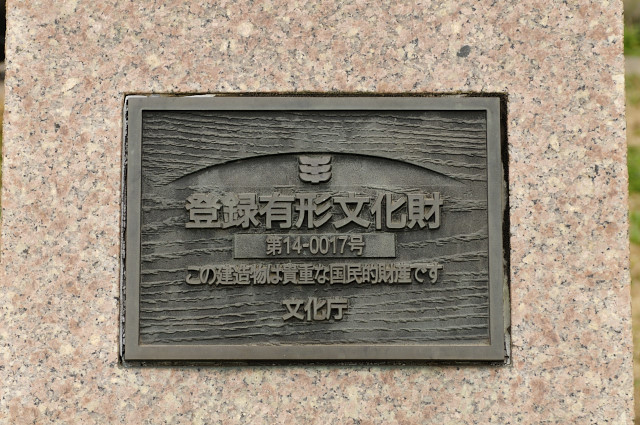 登録有形文化財
第14-0017号
この建造物は貴重な国民的財産です
文化庁